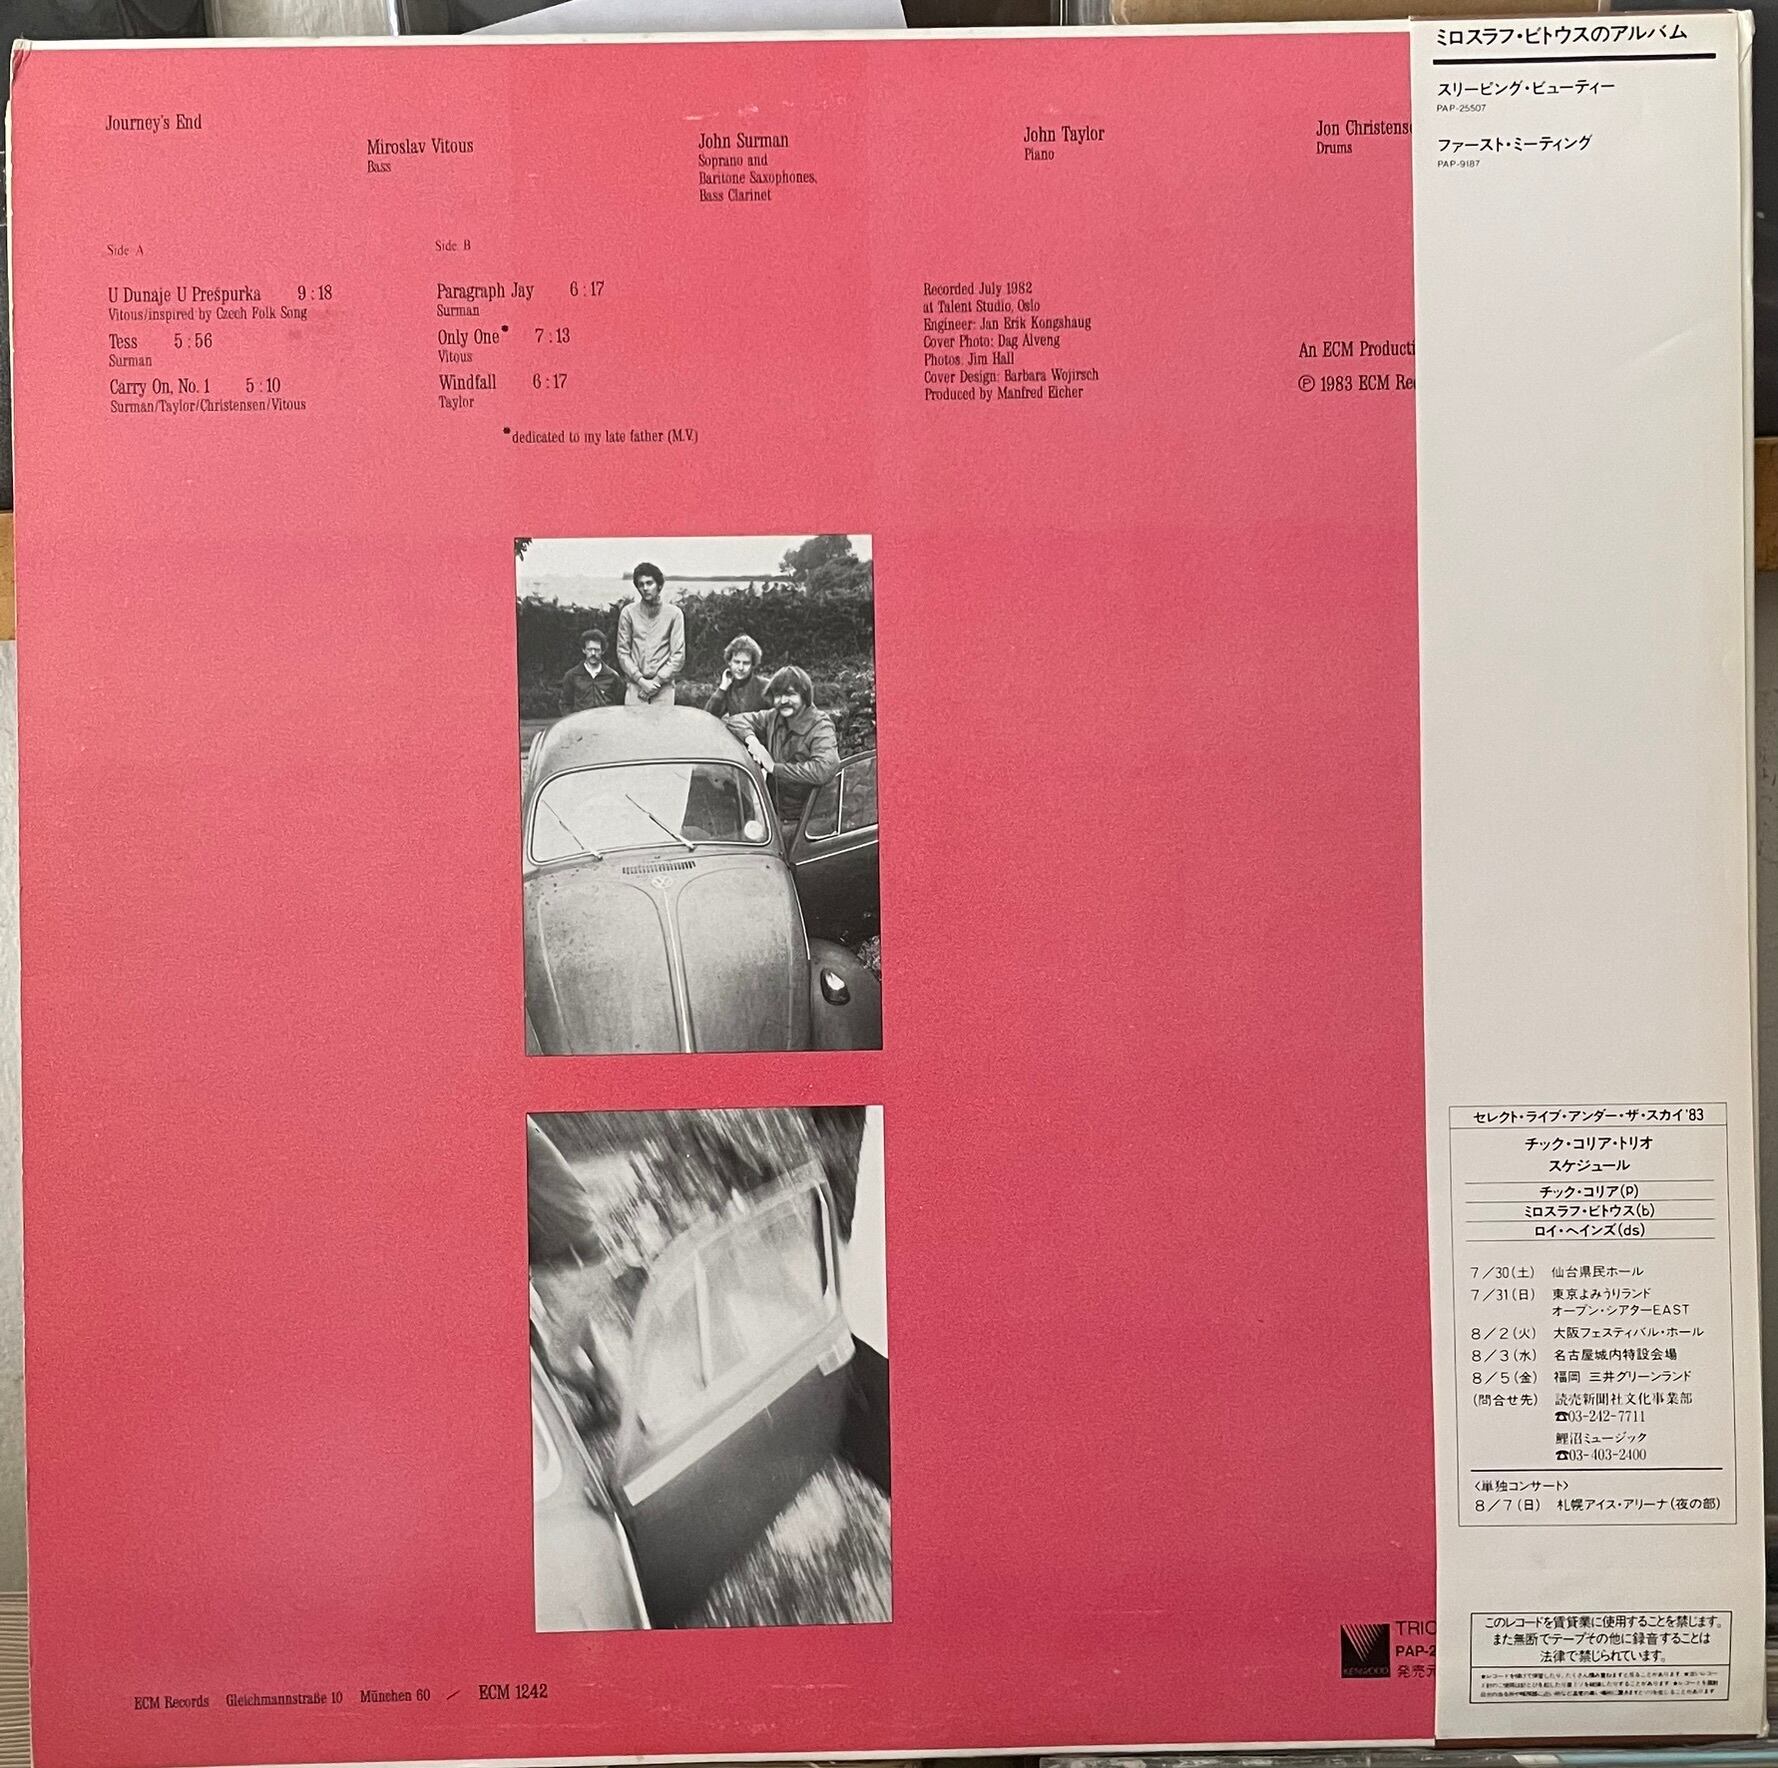 Journey's End
Miroslav Vitous
Bass
John Surman
Soprano and
Baritone Saxophones,
Bass Clarinet
John Taylor
Piano
Jon Christens
Drums
Side A
U Dunaje U Prešpurka 9:18
Vitous/inspired by Czech Folk Song
Tess 5:56
Surman
Carry On, No. 1 5:10
Surman/Taylor/Christensen/Vitous
Side B
Paragraph Jay 6:17
Surman
Only One* 7:13
Vitous
Windfall 6:17
Taylor
*dedicated to my late father (M.V.)
Recorded July 1982
at Talent Studio, Oslo
Engineer: Jan Erik Kongshaug
Cover Photo: Dag Alveng
Photos: Jim Hall
Cover Design: Barbara Wojirsch
Produced by Manfred Eicher
An ECM Producti
Ⓟ 1983 ECM Rec
ECM Records Gleichmannstraße 10 München 60 / ECM 1242
KENWOOD
TRIO
PAP-2
発売元
ミロスラフ・ビトウスのアルバム
スリーピング・ビューティー
PAP-25507
ファースト・ミーティング
PAP-9187
セレクト・ライブ・アンダー・ザ・スカイ'83
チック・コリア・トリオ
スケジュール
チック・コリア(p)
ミロスラフ・ビトウス(b)
ロイ・ヘインズ(ds)
7/30(土) 仙台県民ホール
7/31(日) 東京よみうりランド
オープン・シアターEAST
8/2(火) 大阪フェスティバル・ホール
8/3(水) 名古屋城内特設会場
8/5(金) 福岡 三井グリーンランド
(問合せ先) 読売新聞社文化事業部
☎03-242-7711
鯉沼ミュージック
☎03-403-2400
〈単独コンサート〉
8/7(日) 札幌アイス・アリーナ(夜の部)
このレコードを賃貸業に使用することを禁じます。
また無断でテープその他に録音することは
法律で禁じられています。